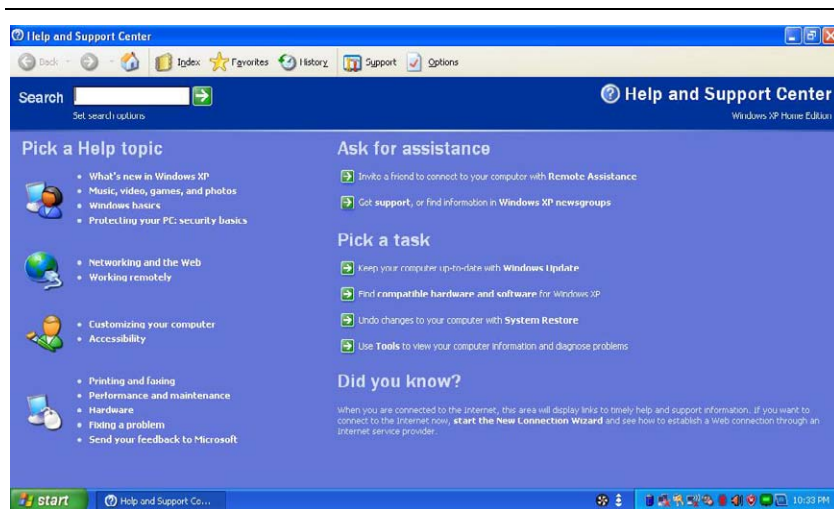 Help and Support Center
Back
Index
Favorites
History
Support
Options
Search
Set search options
Help and Support Center
Windows XP Home Edition
Pick a Help topic
What's new in Windows XP
Music, video, games, and photos
Windows basics
Protecting your PC: security basics
Networking and the Web
Working remotely
Customizing your computer
Accessibility
Printing and faxing
Performance and maintenance
Hardware
Fixing a problem
Send your feedback to Microsoft
Ask for assistance
Invite a friend to connect to your computer with Remote Assistance
Get support, or find information in Windows XP newsgroups
Pick a task
Keep your computer up-to-date with Windows Update
Find compatible hardware and software for Windows XP
Undo changes to your computer with System Restore
Use Tools to view your computer information and diagnose problems
Did you know?
When you are connected to the Internet, this area will display links to timely help and support information. If you want to
connect to the Internet now, start the New Connection Wizard and see how to establish a Web connection through an
Internet service provider.
start
Help and Support Ce...
10:33 PM